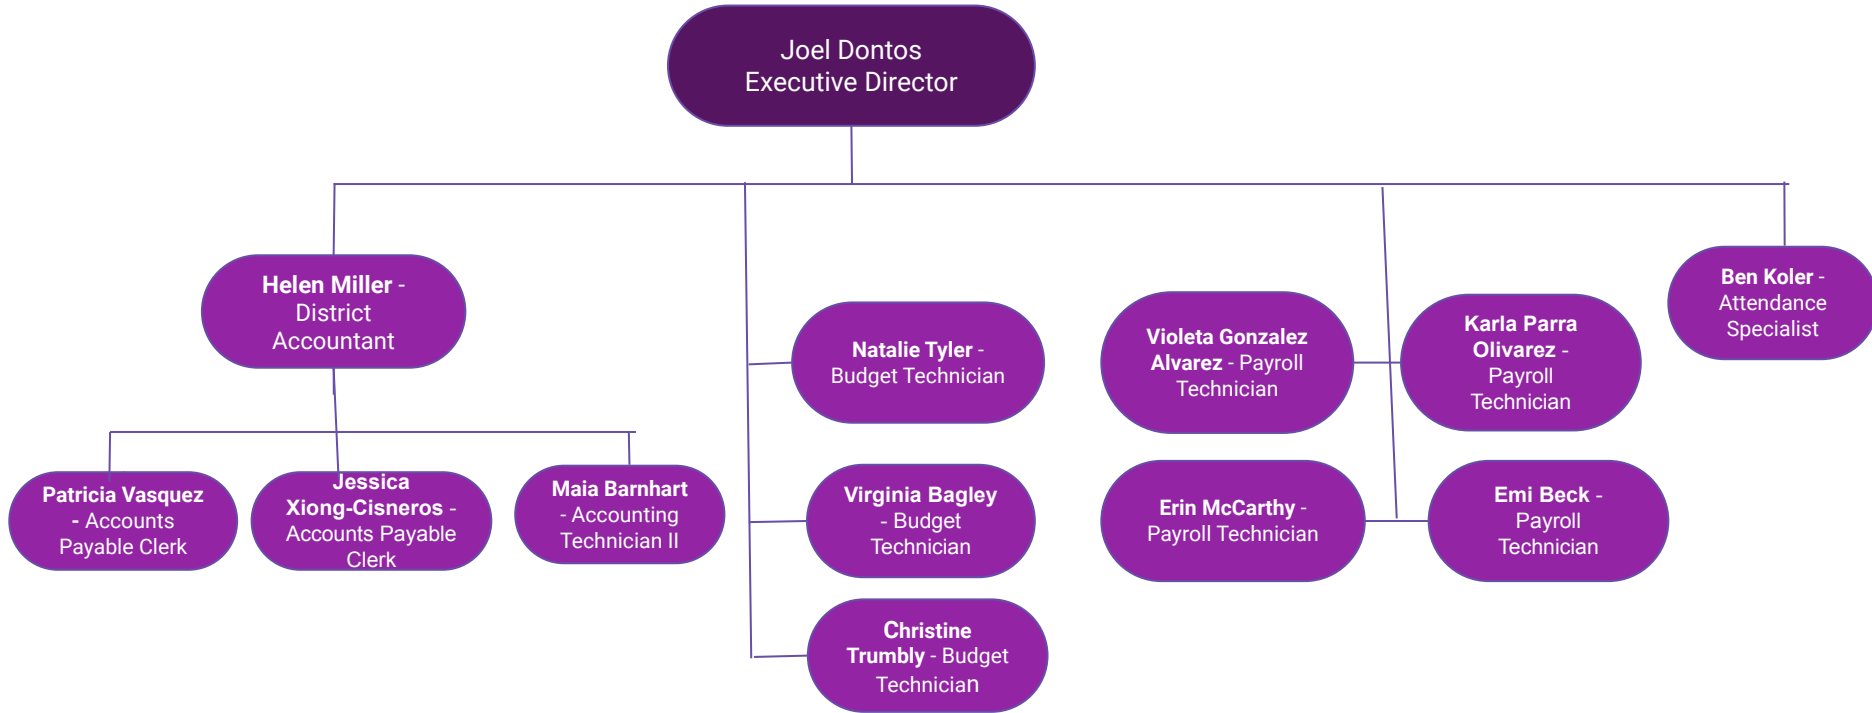 Joel Dontos
Executive Director
Helen Miller -
District
Accountant
Patricia Vasquez
- Accounts
Payable Clerk
Jessica
Xiong-Cisneros -
Accounts Payable
Clerk
Maia Barnhart
- Accounting
Technician II
Natalie Tyler -
Budget Technician
Virginia Bagley
- Budget
Technician
Christine
Trumbly - Budget
Technician
Violeta Gonzalez
Alvarez - Payroll
Technician
Karla Parra
Olivarez -
Payroll
Technician
Erin McCarthy -
Payroll Technician
Emi Beck -
Payroll
Technician
Ben Koler -
Attendance
Specialist